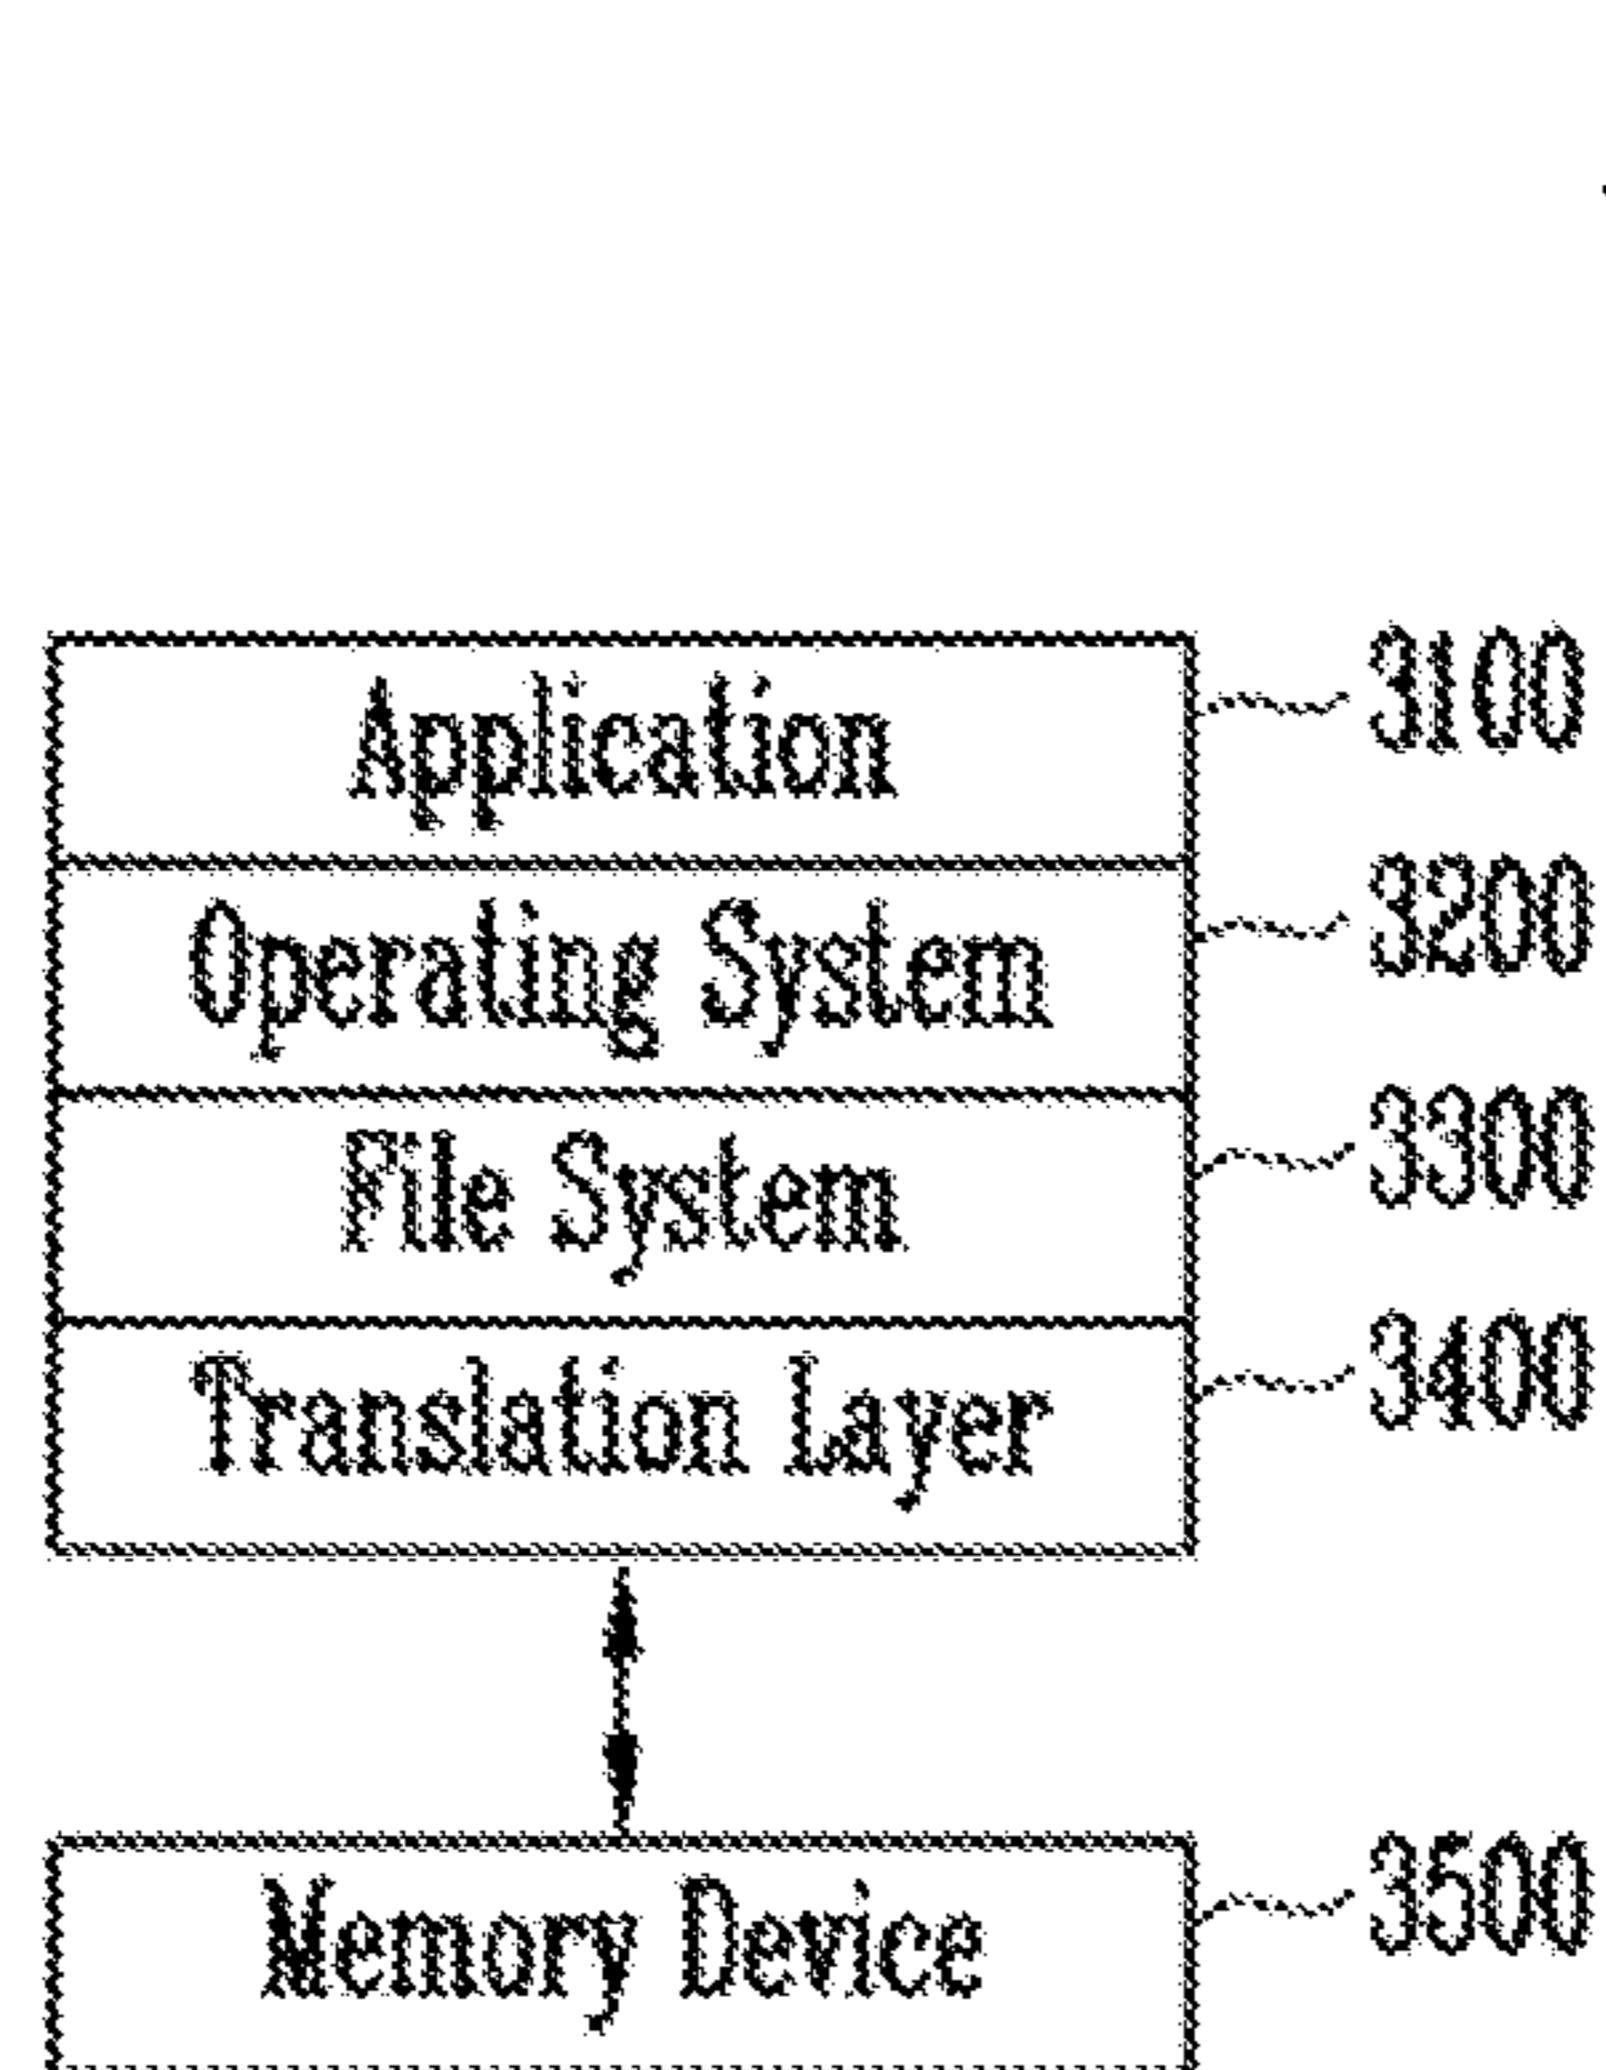 Application 3100
Operating System 3200
File System 3300
Translation Layer 3400
Memory Device 3500